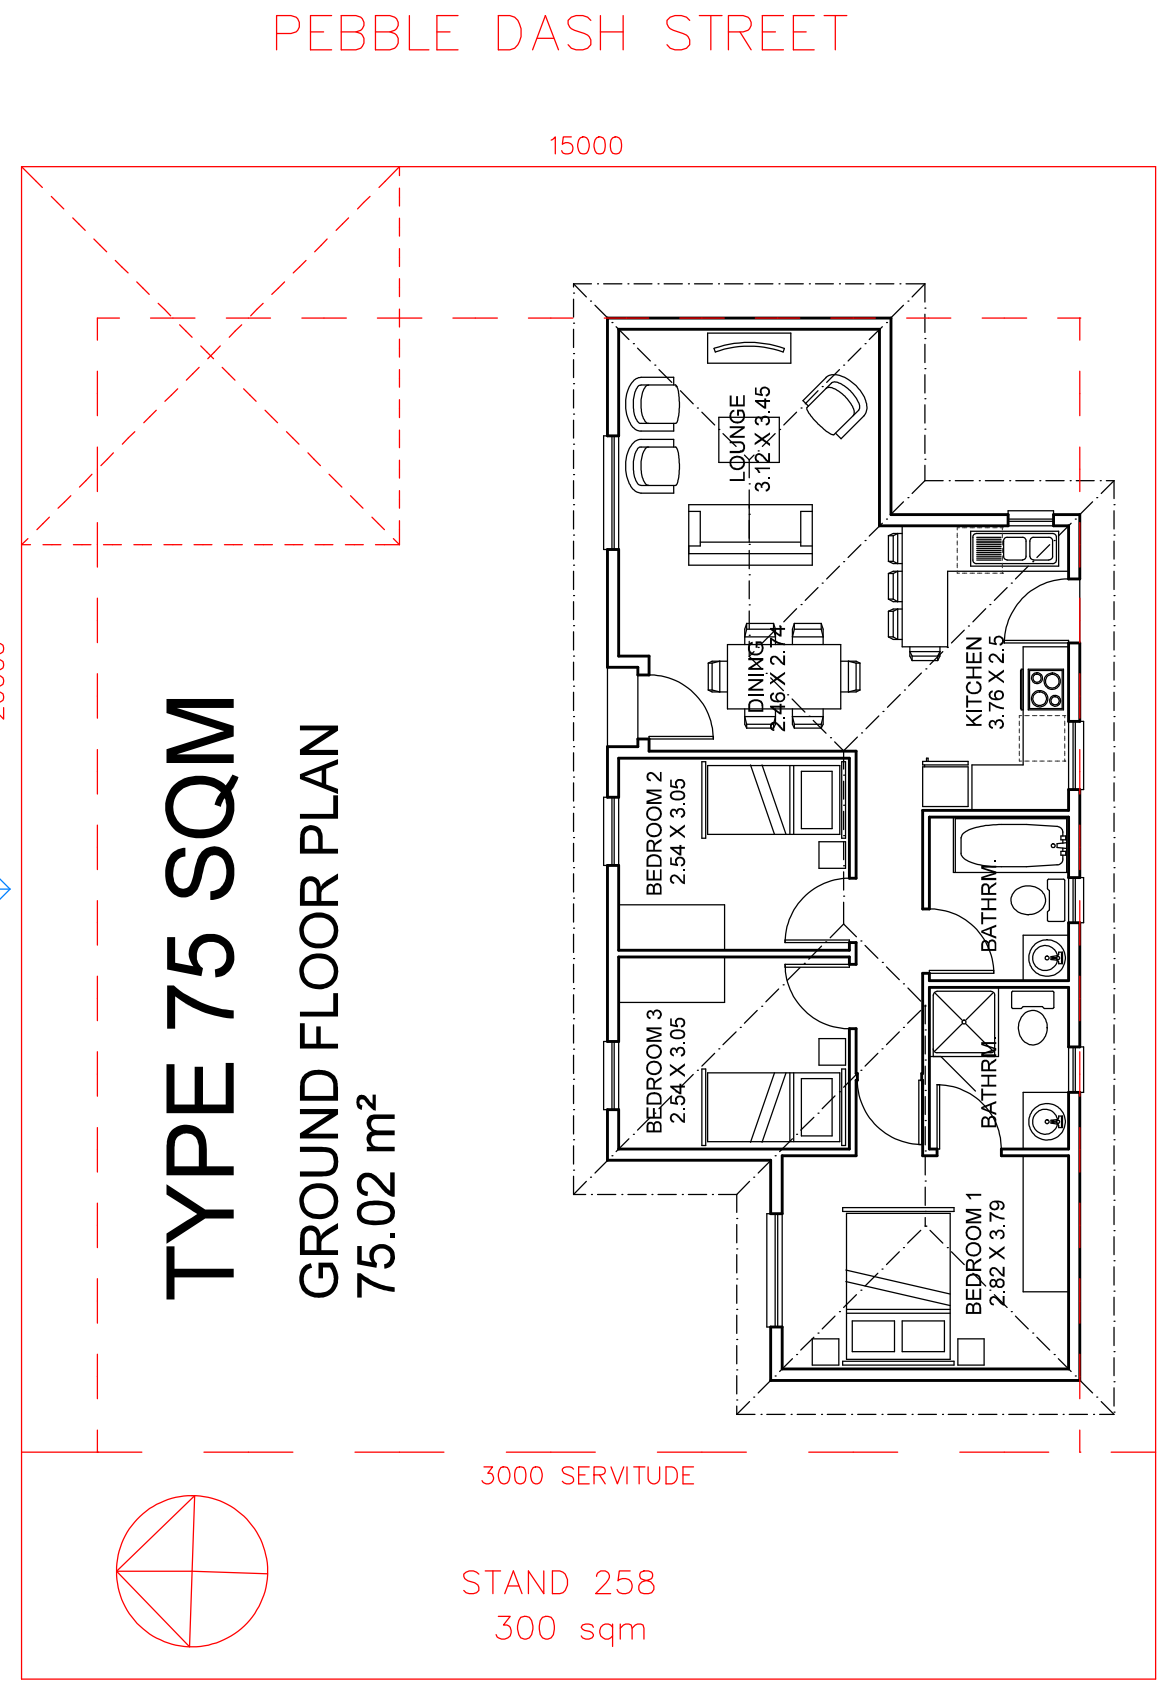 PEBBLE DASH STREET
15000
LOUNGE
3.12 X 3.45
DINING
2.46 X 2.74
KITCHEN
3.76 X 2.5
TYPE 75 SQM
GROUND FLOOR PLAN
75.02 m²
BEDROOM 2
2.54 X 3.05
BATHRM.
BEDROOM 3
2.54 X 3.05
BATHRM.
BEDROOM 1
2.82 X 3.79
3000 SERVITUDE
STAND 258
300 sqm